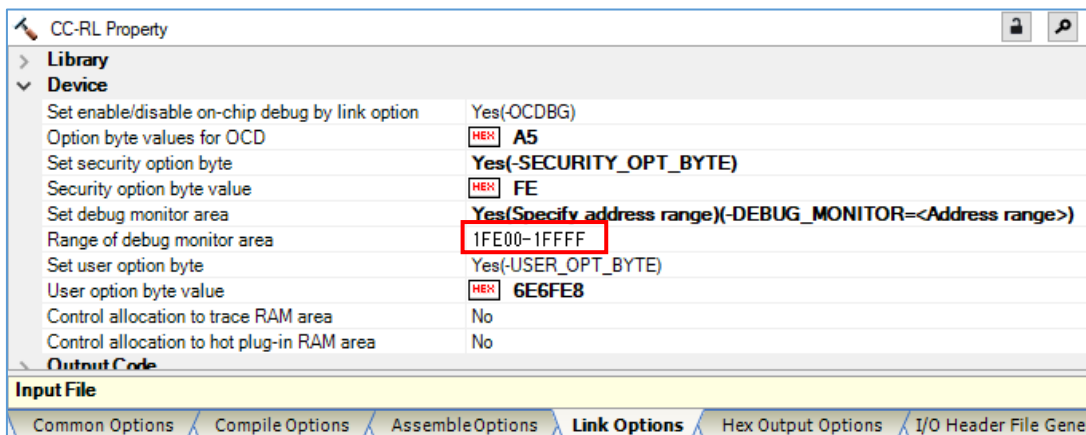 CC-RL Property
Library
Device
Set enable/disable on-chip debug by link option Yes(-OCDBG)
Option byte values for OCD HEX A5
Set security option byte Yes(-SECURITY_OPT_BYTE)
Security option byte value HEX FE
Set debug monitor area Yes(Specify address range)(-DEBUG_MONITOR=<Address range>)
Range of debug monitor area 1FE00-1FFFF
Set user option byte Yes(-USER_OPT_BYTE)
User option byte value HEX 6E6FE8
Control allocation to trace RAM area No
Control allocation to hot plug-in RAM area No
Output Code
Input File
Common Options Compile Options Assemble Options Link Options Hex Output Options I/O Header File Gene